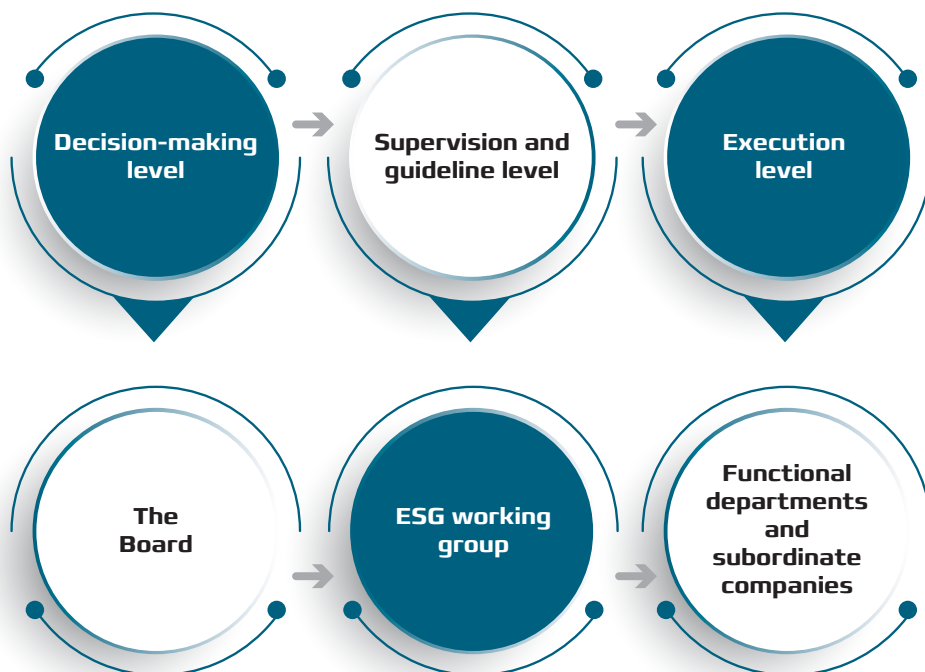 Decision-making
level
Supervision and
guideline level
Execution
level
The
Board
ESG working
group
Functional
departments
and
subordinate
companies